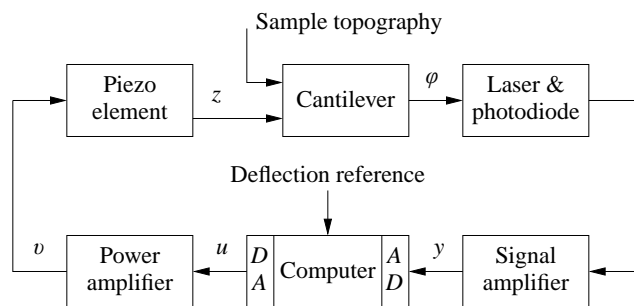 Sample topography
Piezo
element
z
Cantilever
φ
Laser &
photodiode
Deflection reference
υ
Power
amplifier
u
D
A
Computer
A
D
y
Signal
amplifier